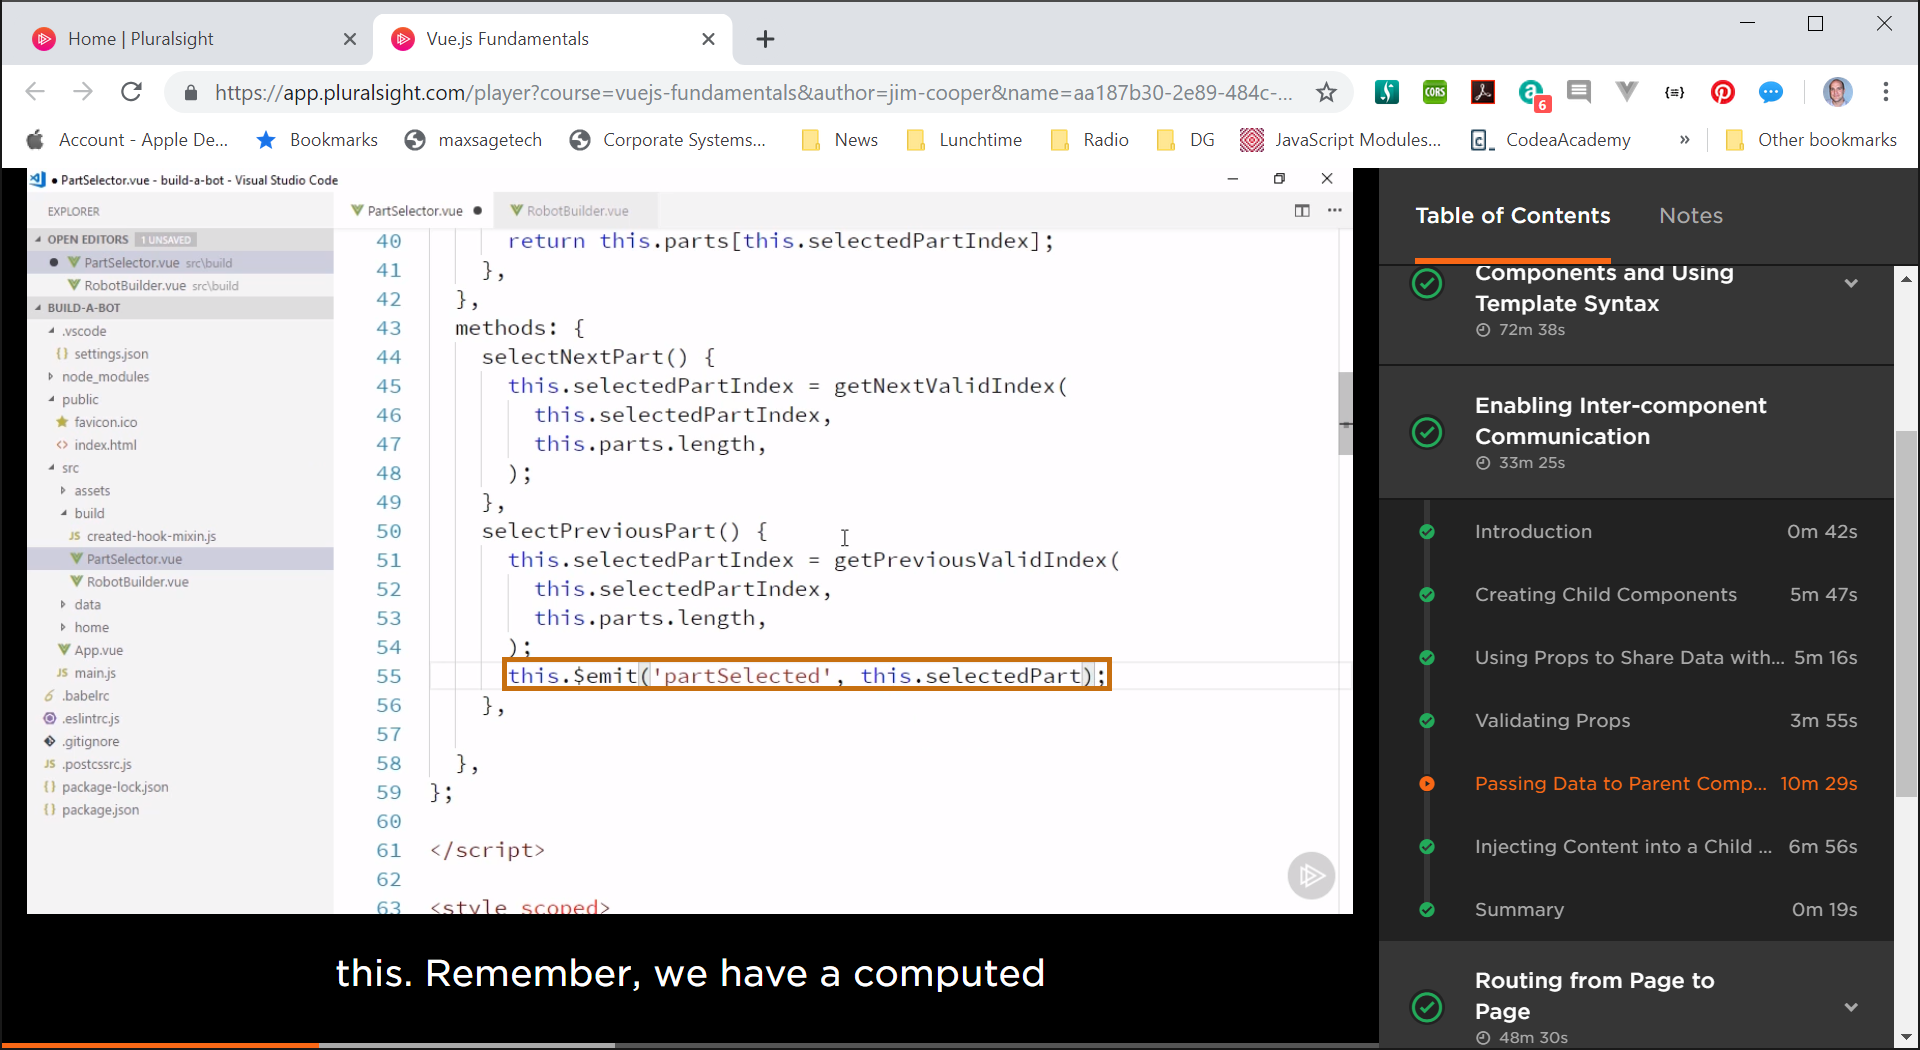 Home | Pluralsight
Vue.js Fundamentals
https://app.pluralsight.com/player?course=vuejs-fundamentals&author=jim-cooper&name=aa187b30-2e89-484c-...
CORS
6
{≡}
Account - Apple De...
Bookmarks
maxsagetech
Corporate Systems...
News
Lunchtime
Radio
DG
JavaScript Modules...
CodeaAcademy
»
Other bookmarks
● PartSelector.vue - build-a-bot - Visual Studio Code
EXPLORER
OPEN EDITORS 1 UNSAVED
PartSelector.vue src\build
RobotBuilder.vue src\build
BUILD-A-BOT
.vscode
{} settings.json
node_modules
public
favicon.ico
<> index.html
src
assets
build
JS created-hook-mixin.js
PartSelector.vue
RobotBuilder.vue
data
home
App.vue
JS main.js
.babelrc
.eslintrc.js
.gitignore
JS .postcssrc.js
{} package-lock.json
{} package.json
PartSelector.vue ●
RobotBuilder.vue
40 return this.parts[this.selectedPartIndex];
41 },
42 },
43 methods: {
44 selectNextPart() {
45 this.selectedPartIndex = getNextValidIndex(
46 this.selectedPartIndex,
47 this.parts.length,
48 );
49 },
50 selectPreviousPart() {
51 this.selectedPartIndex = getPreviousValidIndex(
52 this.selectedPartIndex,
53 this.parts.length,
54 );
55 this.$emit('partSelected', this.selectedPart);
56 },
57
58 },
59 };
60
61 </script>
62
63 <style scoped>
this. Remember, we have a computed
Table of Contents
Notes
Components and Using
Template Syntax
72m 38s
Enabling Inter-component
Communication
33m 25s
Introduction 0m 42s
Creating Child Components 5m 47s
Using Props to Share Data with... 5m 16s
Validating Props 3m 55s
Passing Data to Parent Comp... 10m 29s
Injecting Content into a Child ... 6m 56s
Summary 0m 19s
Routing from Page to
Page
48m 30s